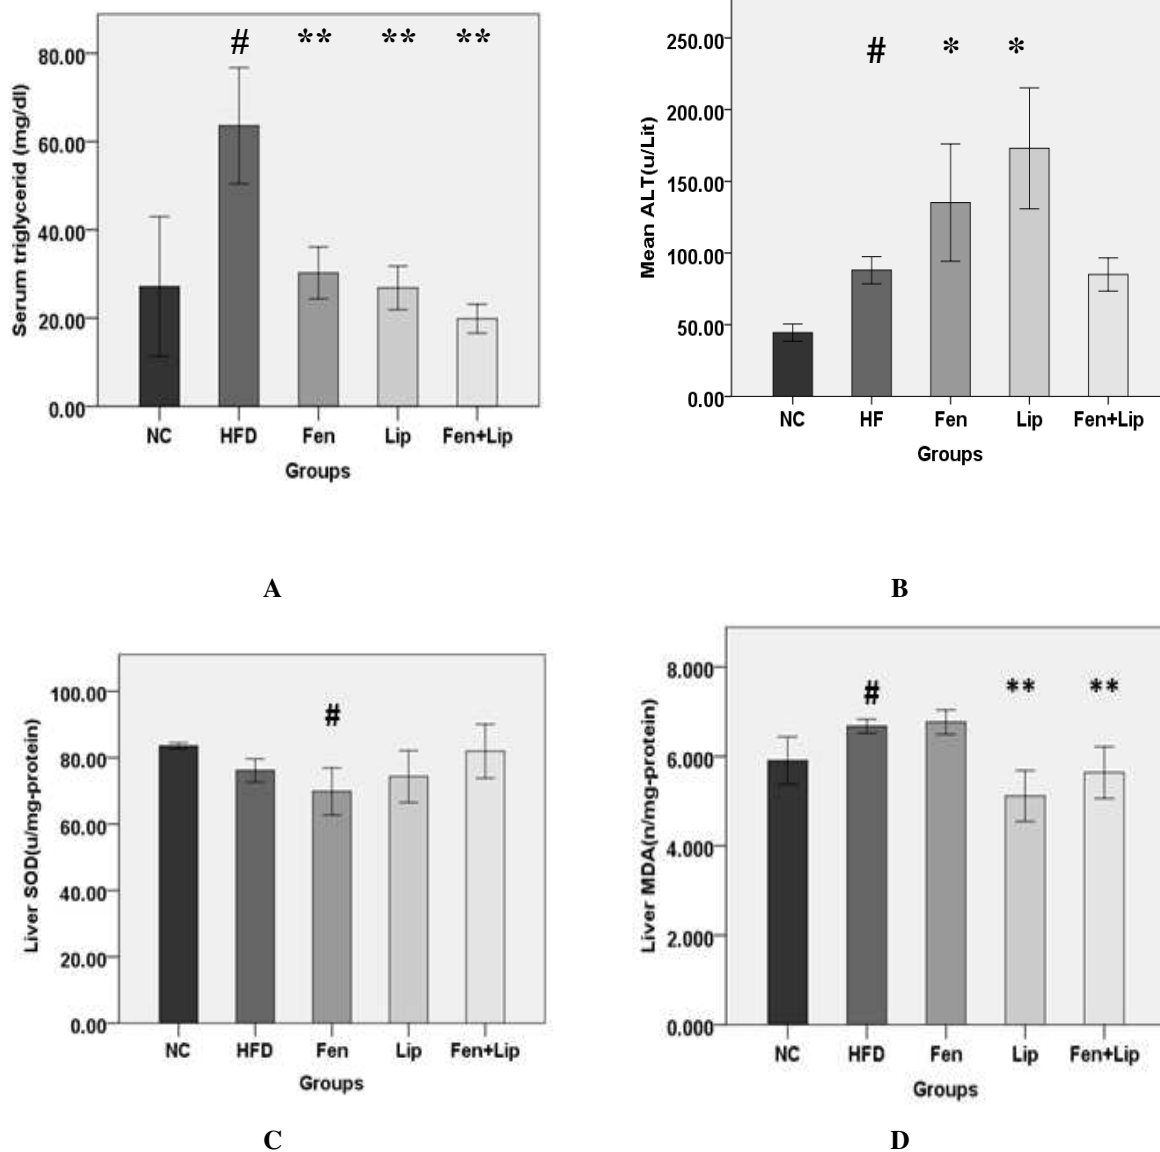 Serum triglycerid (mg/dl)
80.00
60.00
40.00
20.00
0.00
# ** ** **
NC HFD Fen Lip Fen+Lip
Groups
A
Mean ALT(u/Lit)
250.00
200.00
150.00
100.00
50.00
0.00
# * *
NC HF Fen Lip Fen+Lip
Groups
B
Liver SOD(u/mg-protein)
100.00
80.00
60.00
40.00
20.00
0.00
#
NC HFD Fen Lip Fen+Lip
Groups
C
Liver MDA(n/mg-protein)
8.000
6.000
4.000
2.000
0.000
# ** **
NC HFD Fen Lip Fen+Lip
Groups
D